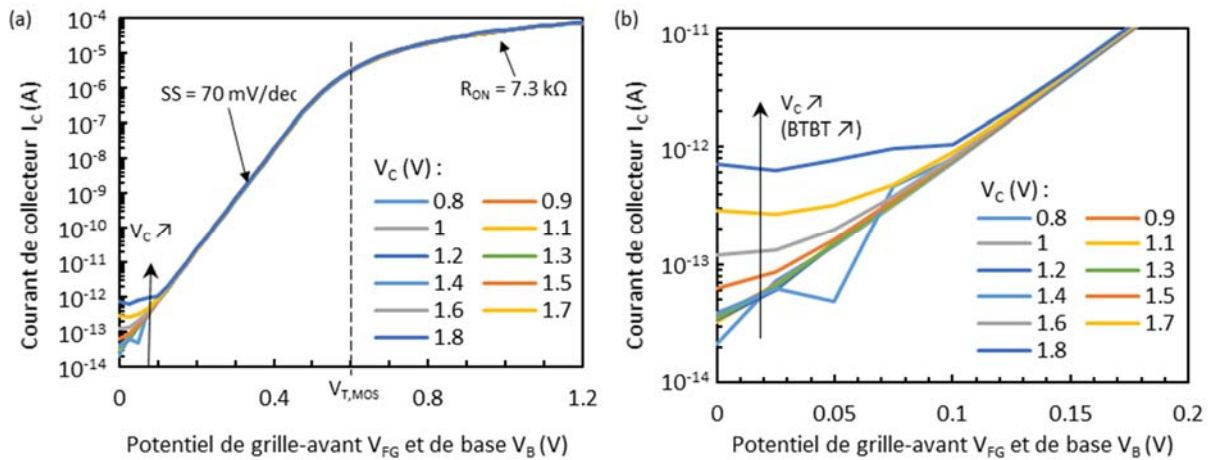 (a)
Courant de collecteur I_C (A)
10^-4
10^-5
10^-6
10^-7
10^-8
10^-9
10^-10
10^-11
10^-12
10^-13
10^-14
SS = 70 mV/dec
R_ON = 7.3 kΩ
V_C ↗
V_C (V) :
0.8 0.9
1 1.1
1.2 1.3
1.4 1.5
1.6 1.7
1.8
0 0.4 0.8 1.2
V_T,MOS
Potentiel de grille-avant V_FG et de base V_B (V)
(b)
Courant de collecteur I_C (A)
10^-11
10^-12
10^-13
10^-14
V_C ↗
(BTBT ↗)
V_C (V) :
0.8 0.9
1 1.1
1.2 1.3
1.4 1.5
1.6 1.7
1.8
0 0.05 0.1 0.15 0.2
Potentiel de grille-avant V_FG et de base V_B (V)